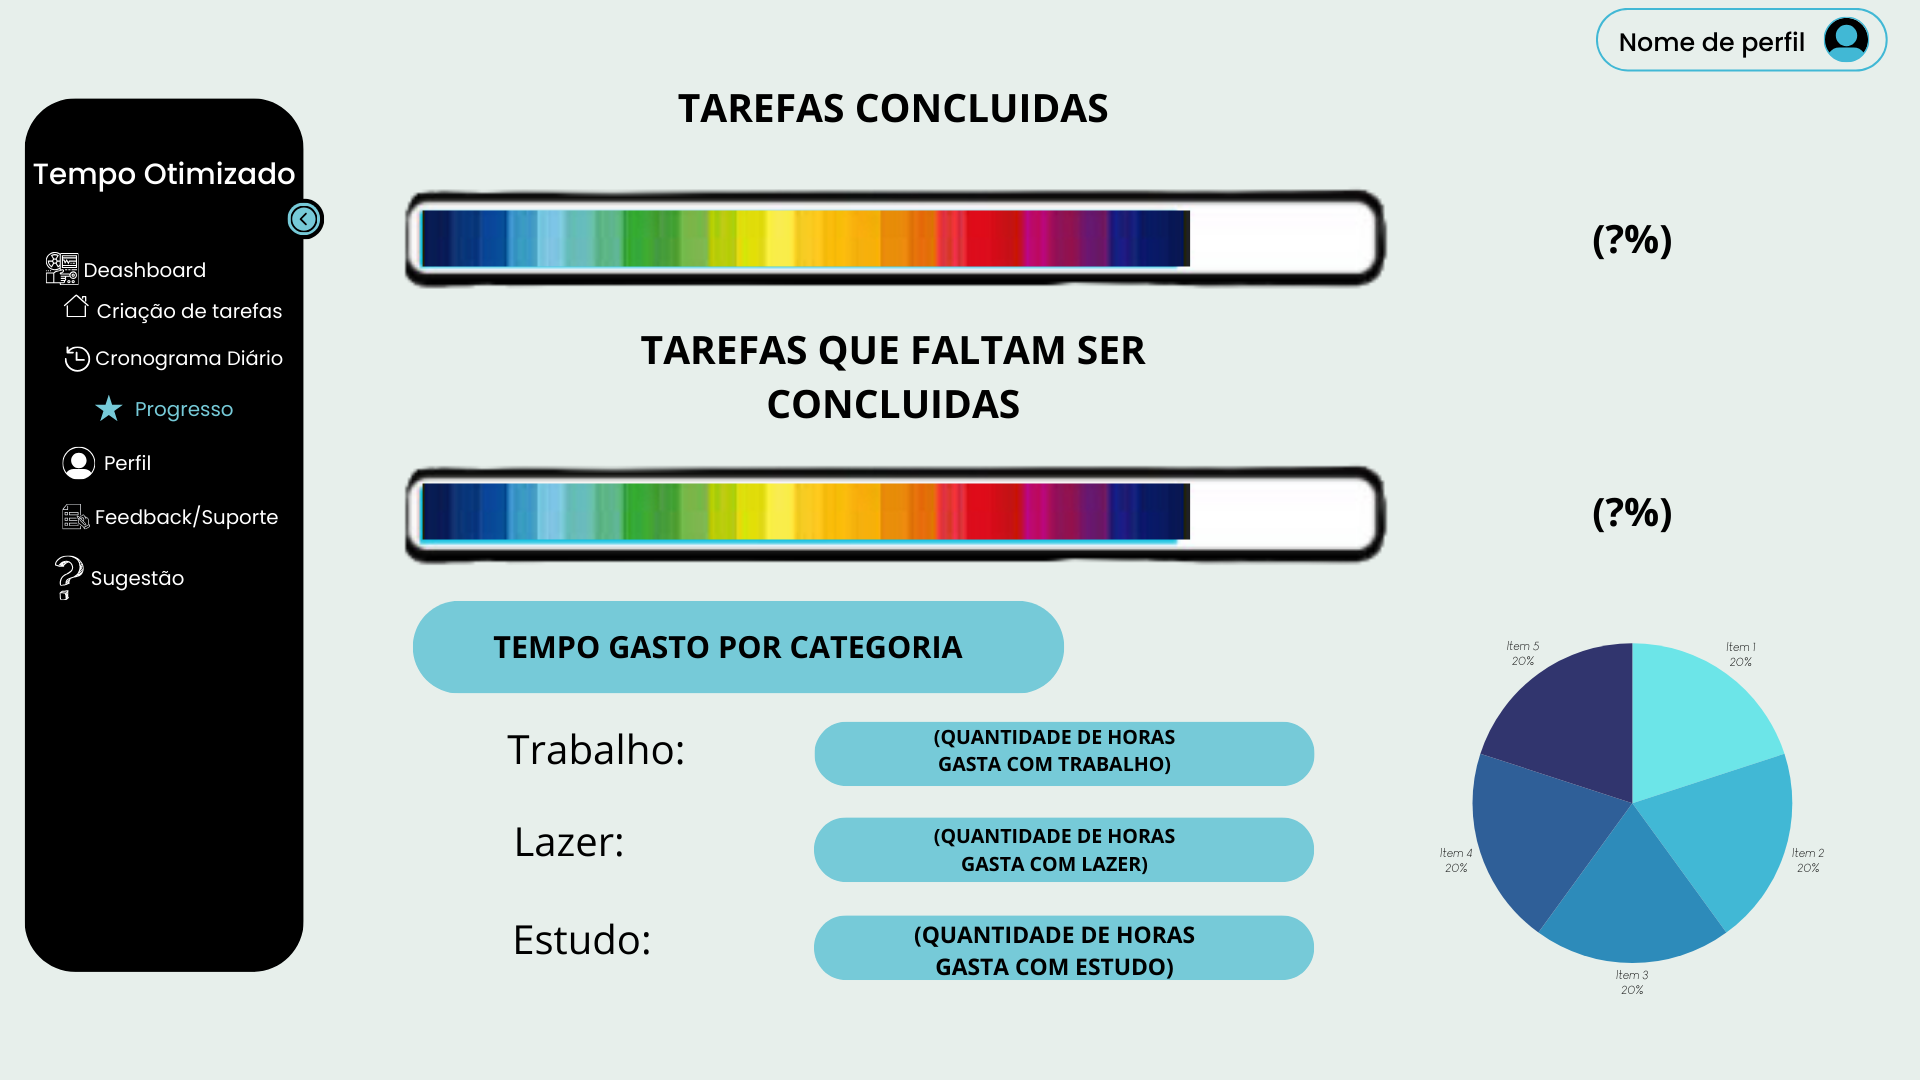 Nome de perfil
Tempo Otimizado
Deashboard
Criação de tarefas
Cronograma Diário
Progresso
Perfil
Feedback/Suporte
Sugestão
TAREFAS CONCLUIDAS
(?%)
TAREFAS QUE FALTAM SER
CONCLUIDAS
(?%)
TEMPO GASTO POR CATEGORIA
Trabalho:
(QUANTIDADE DE HORAS
GASTA COM TRABALHO)
Lazer:
(QUANTIDADE DE HORAS
GASTA COM LAZER)
Estudo:
(QUANTIDADE DE HORAS
GASTA COM ESTUDO)
Item 5
20%
Item 1
20%
Item 4
20%
Item 2
20%
Item 3
20%